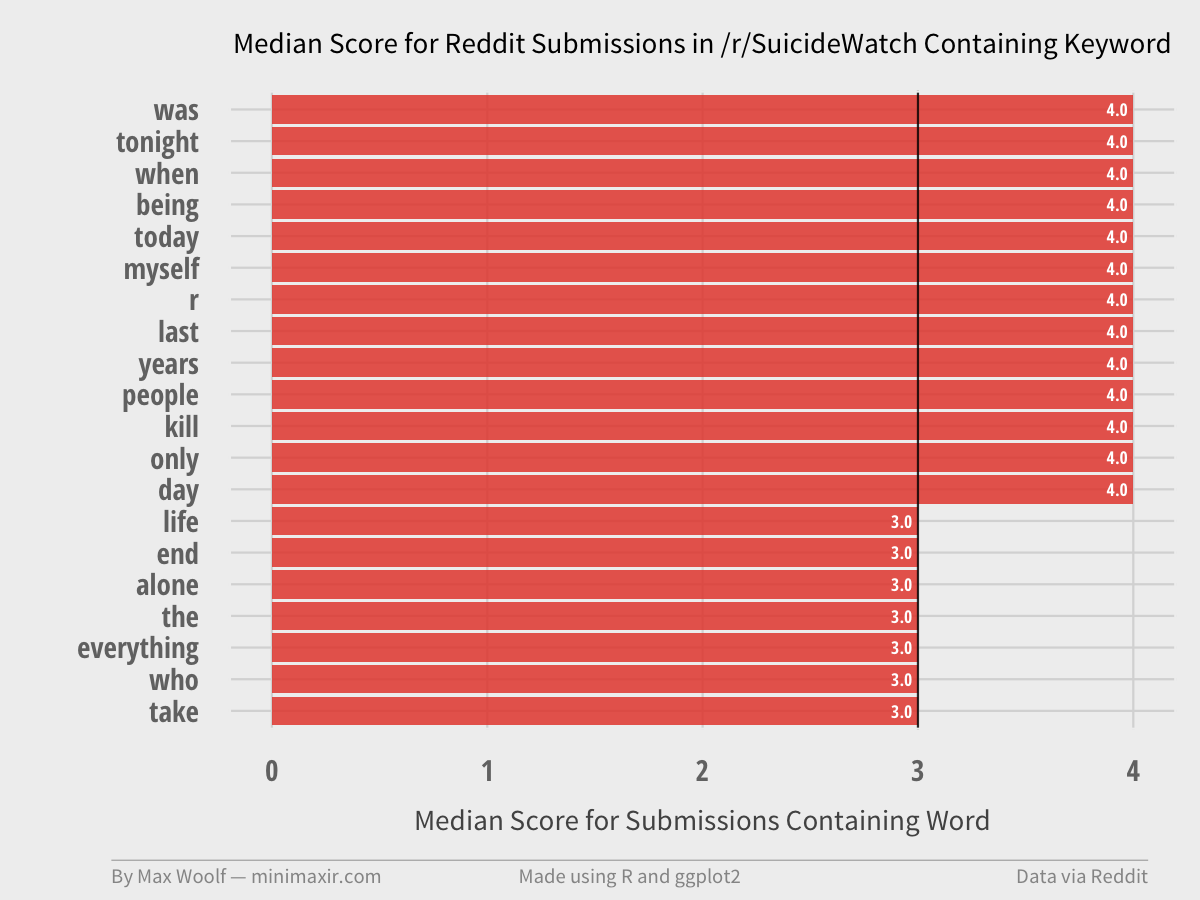 Median Score for Reddit Submissions in /r/SuicideWatch Containing Keyword
was 4.0
tonight 4.0
when 4.0
being 4.0
today 4.0
myself 4.0
r 4.0
last 4.0
years 4.0
people 4.0
kill 4.0
only 4.0
day 4.0
life 3.0
end 3.0
alone 3.0
the 3.0
everything 3.0
who 3.0
take 3.0
0 1 2 3 4
Median Score for Submissions Containing Word
By Max Woolf — minimaxir.com Made using R and ggplot2 Data via Reddit